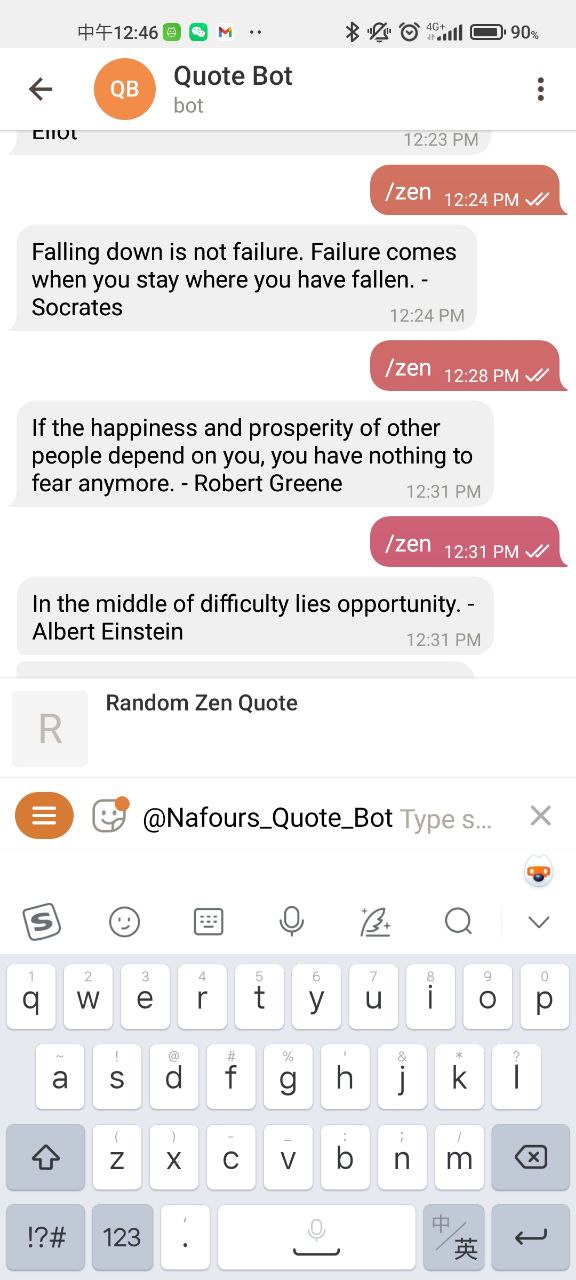 中午12:46 4G+ 90%
QB Quote Bot
bot
Eliot
12:23 PM
/zen 12:24 PM
Falling down is not failure. Failure comes
when you stay where you have fallen. -
Socrates
12:24 PM
/zen 12:28 PM
If the happiness and prosperity of other
people depend on you, you have nothing to
fear anymore. - Robert Greene
12:31 PM
/zen 12:31 PM
In the middle of difficulty lies opportunity. -
Albert Einstein
12:31 PM
R Random Zen Quote
@Nafours_Quote_Bot Type s...
S
1 2 3 4 5 6 7 8 9 0
q w e r t y u i o p
~ ! @ # % ' & * ?
a s d f g h j k l
( ) - _ : ; /
z x c v b n m
!?# 123 ' . 中/英